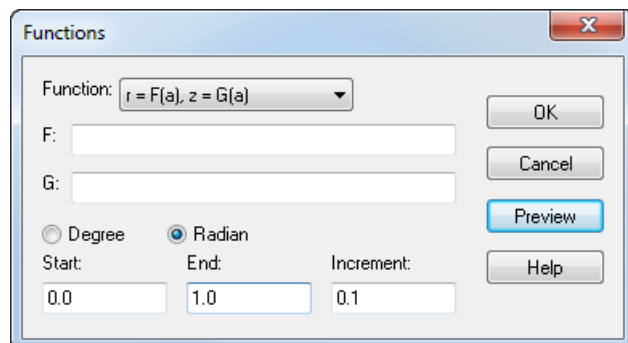 Functions
Function: r = F(a), z = G(a)
OK
F:
Cancel
G:
Preview
Degree Radian
Start: End: Increment:
Help
0.0 1.0 0.1